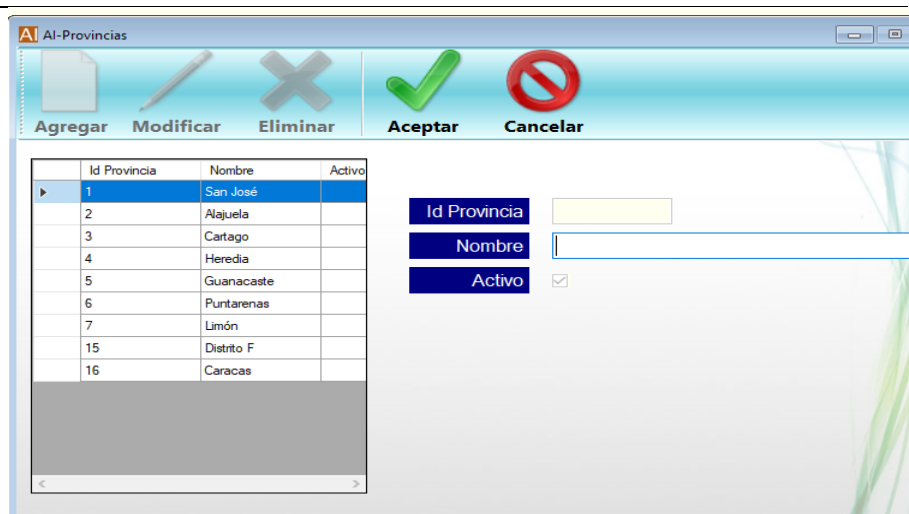 AI AI-Provincias
Agregar Modificar Eliminar Aceptar Cancelar
Id Provincia Nombre Activo
1 San José
2 Alajuela
3 Cartago
4 Heredia
5 Guanacaste
6 Puntarenas
7 Limón
15 Distrito F
16 Caracas
Id Provincia
Nombre
Activo